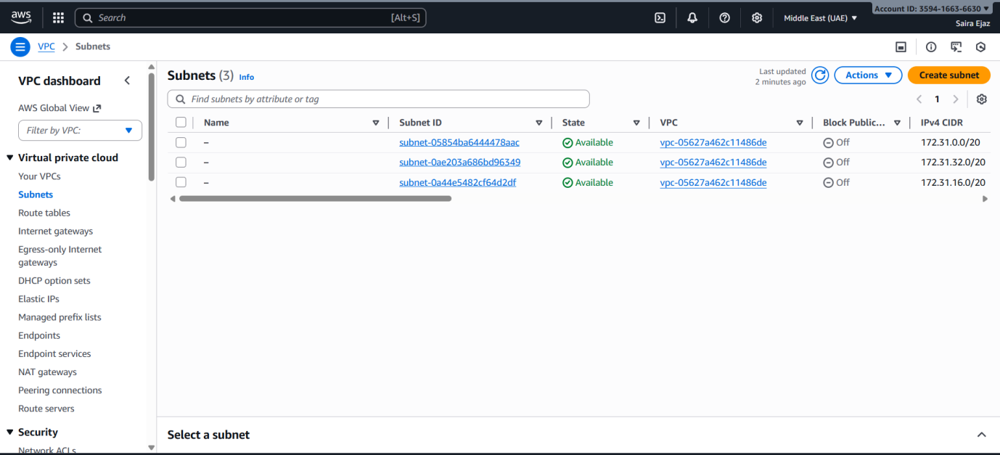 aws
Search [Alt+S]
Middle East (UAE)
Account ID: 3594-1663-6630
Saira Ejaz
VPC > Subnets
VPC dashboard
AWS Global View
Filter by VPC:
Virtual private cloud
Your VPCs
Subnets
Route tables
Internet gateways
Egress-only Internet
gateways
DHCP option sets
Elastic IPs
Managed prefix lists
Endpoints
Endpoint services
NAT gateways
Peering connections
Route servers
Security
Network ACLs
Subnets (3) Info
Last updated
2 minutes ago
Actions
Create subnet
Find subnets by attribute or tag
1
Name Subnet ID State VPC Block Public... IPv4 CIDR
– subnet-05854ba6444478aac Available vpc-05627a462c11486de Off 172.31.0.0/20
– subnet-0ae203a686bd96349 Available vpc-05627a462c11486de Off 172.31.32.0/20
– subnet-0a44e5482cf64d2df Available vpc-05627a462c11486de Off 172.31.16.0/20
Select a subnet